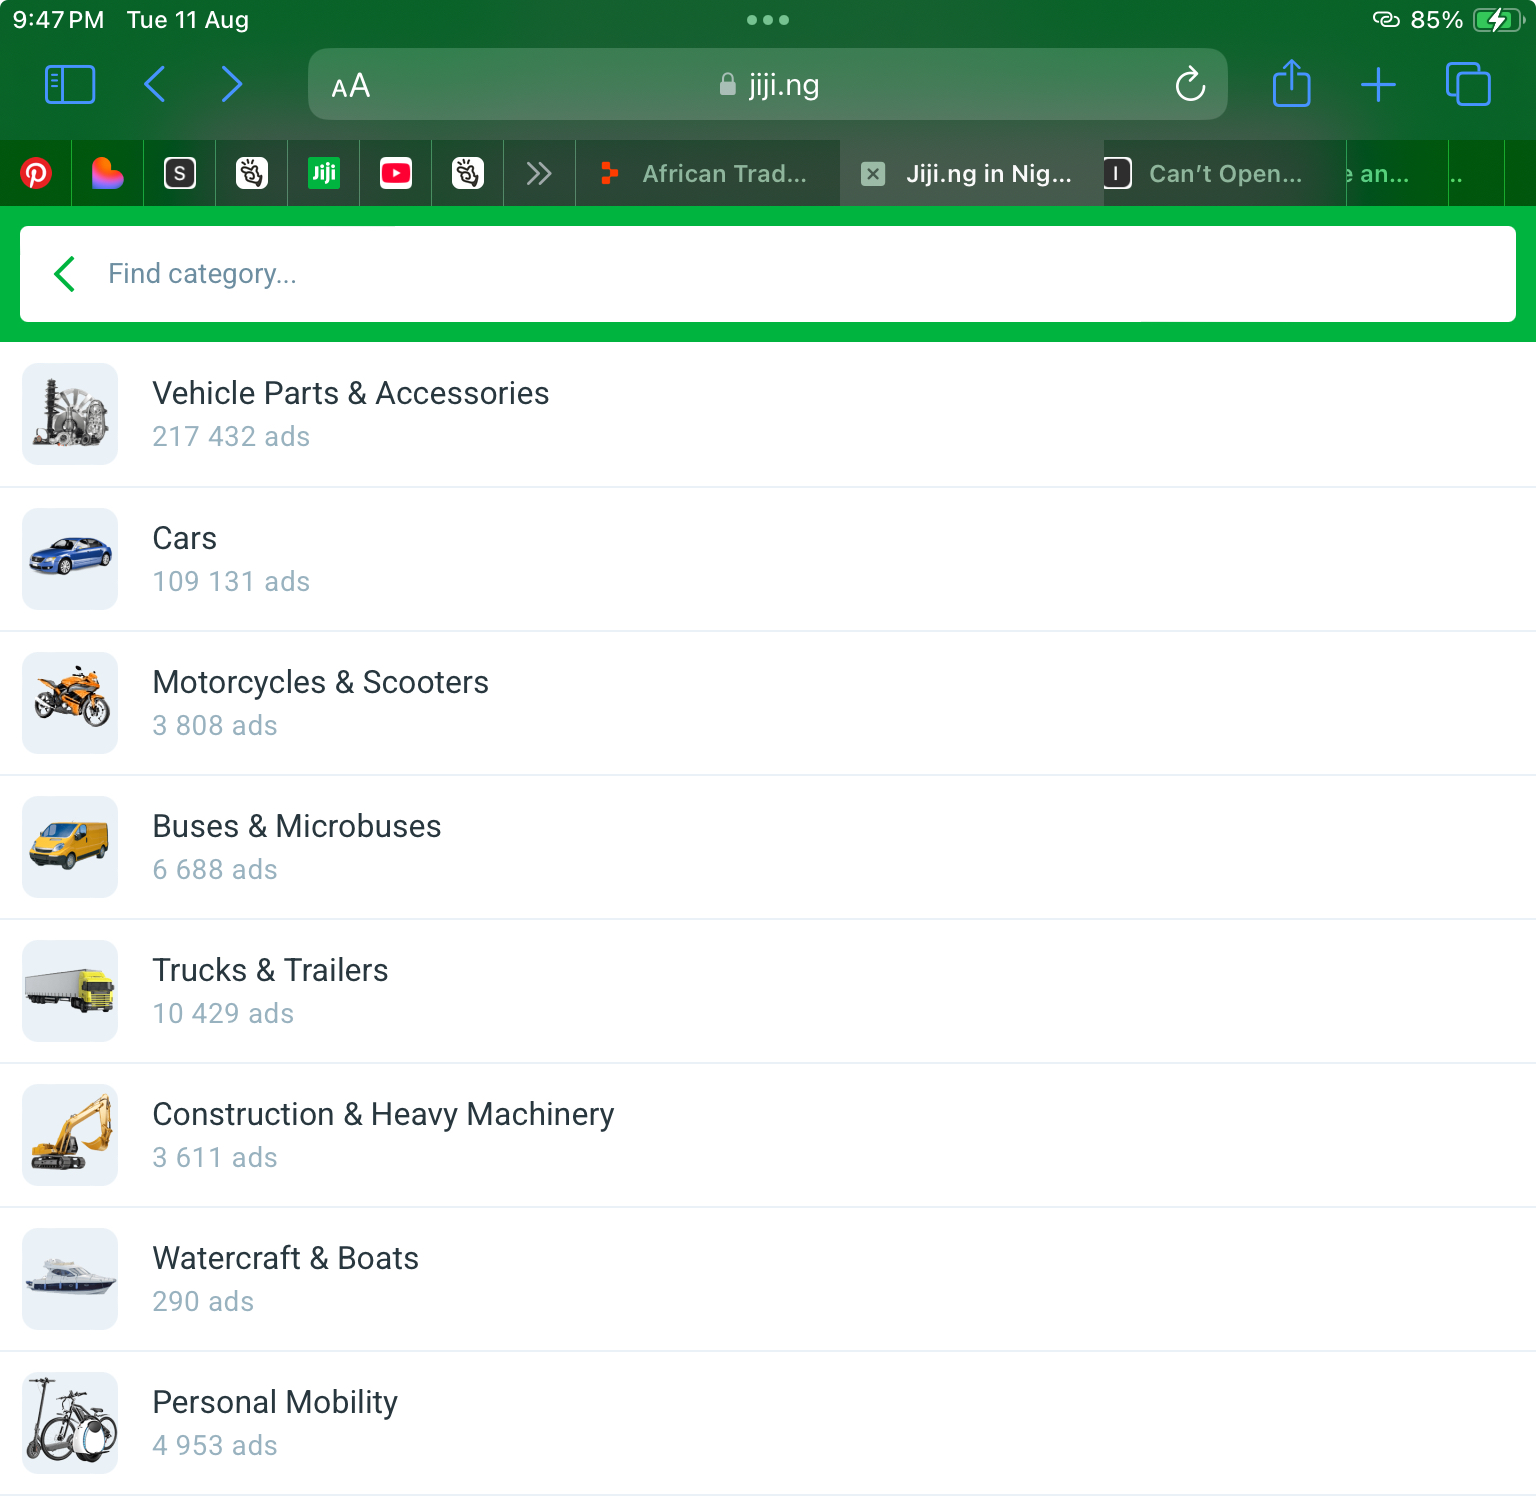 9:47 PM Tue 11 Aug
85%
AA
jiji.ng
S
Jiji
African Trad...
Jiji.ng in Nig...
I
Can’t Open...
e an...
..
Find category...
Vehicle Parts & Accessories
217 432 ads
Cars
109 131 ads
Motorcycles & Scooters
3 808 ads
Buses & Microbuses
6 688 ads
Trucks & Trailers
10 429 ads
Construction & Heavy Machinery
3 611 ads
Watercraft & Boats
290 ads
Personal Mobility
4 953 ads